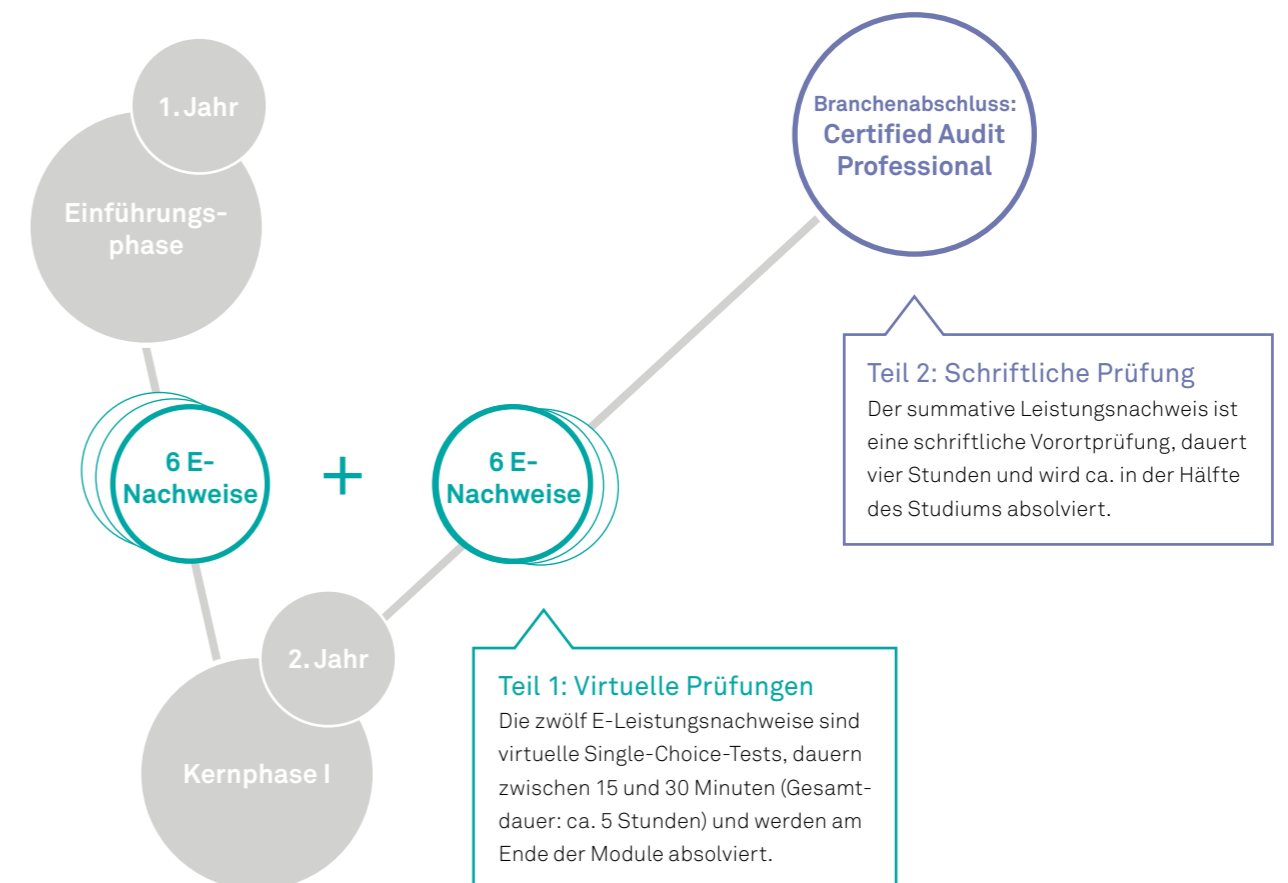 1. Jahr
Einführungs-
phase
Branchenabschluss:
Certified Audit
Professional
6 E-
Nachweise
+
6 E-
Nachweise
Teil 2: Schriftliche Prüfung
Der summative Leistungsnachweis ist
eine schriftliche Vorortprüfung, dauert
vier Stunden und wird ca. in der Hälfte
des Studiums absolviert.
2. Jahr
Kernphase I
Teil 1: Virtuelle Prüfungen
Die zwölf E-Leistungsnachweise sind
virtuelle Single-Choice-Tests, dauern
zwischen 15 und 30 Minuten (Gesamt-
dauer: ca. 5 Stunden) und werden am
Ende der Module absolviert.